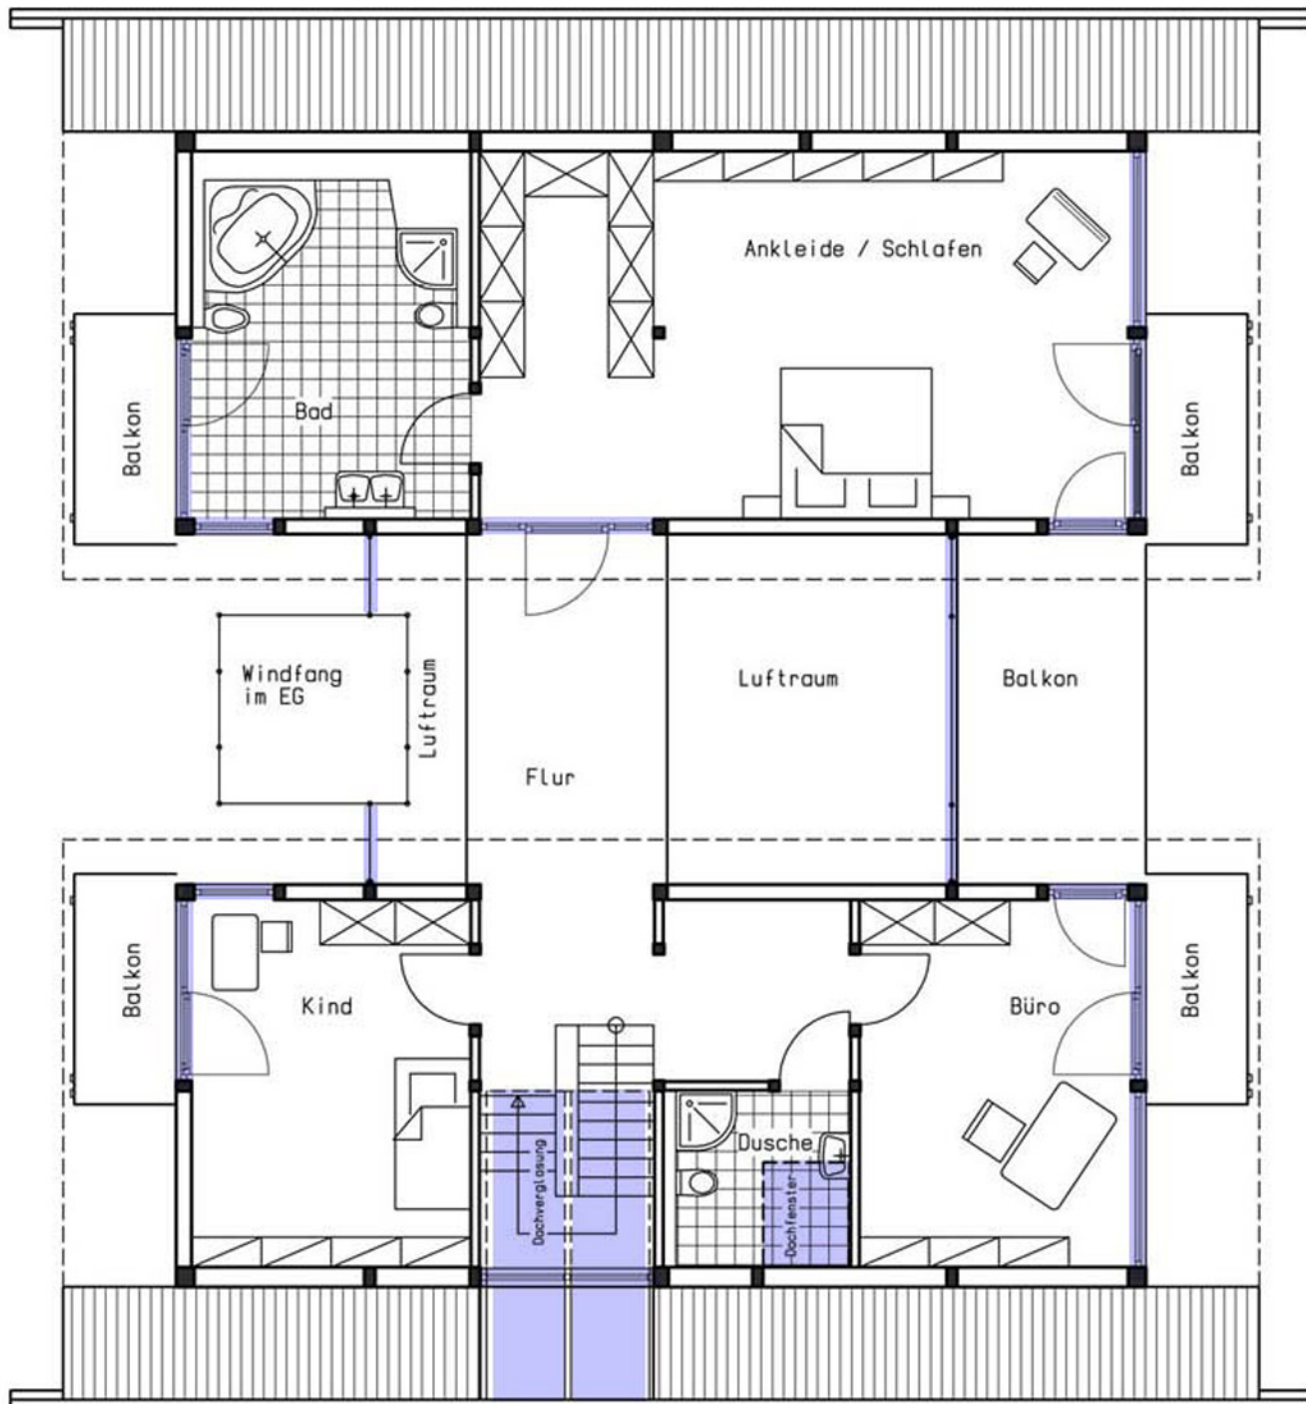 Ankleide / Schlafen
Bad
Balkon
Balkon
Windfang
im EG
Luftraum
Luftraum
Balkon
Flur
Balkon
Kind
Büro
Balkon
Dachverglasung
Dusche
Dachfenster